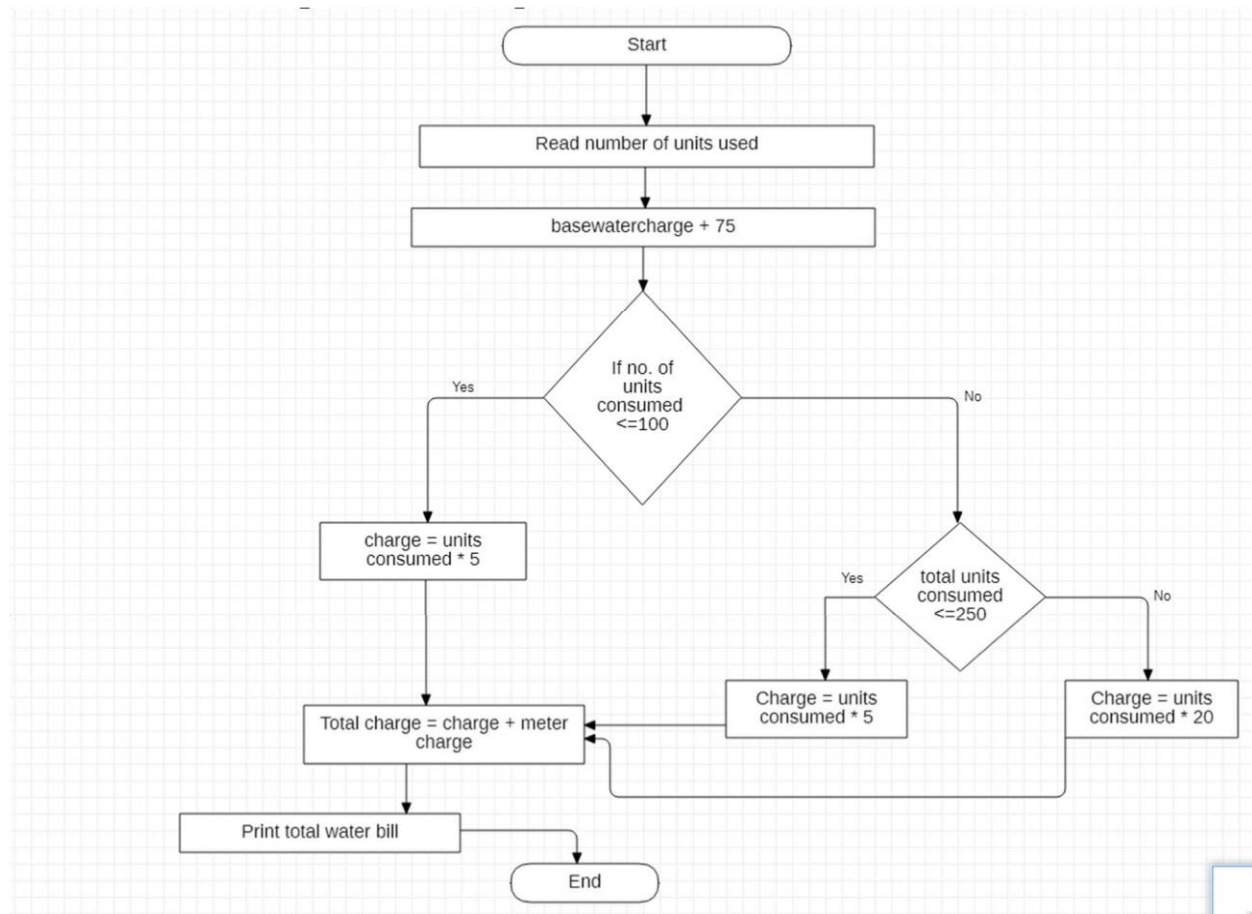 Start
Read number of units used
basewatercharge + 75
If no. of
units
consumed
<=100
Yes
No
charge = units
consumed * 5
total units
consumed
<=250
Yes
No
Charge = units
consumed * 5
Charge = units
consumed * 20
Total charge = charge + meter
charge
Print total water bill
End